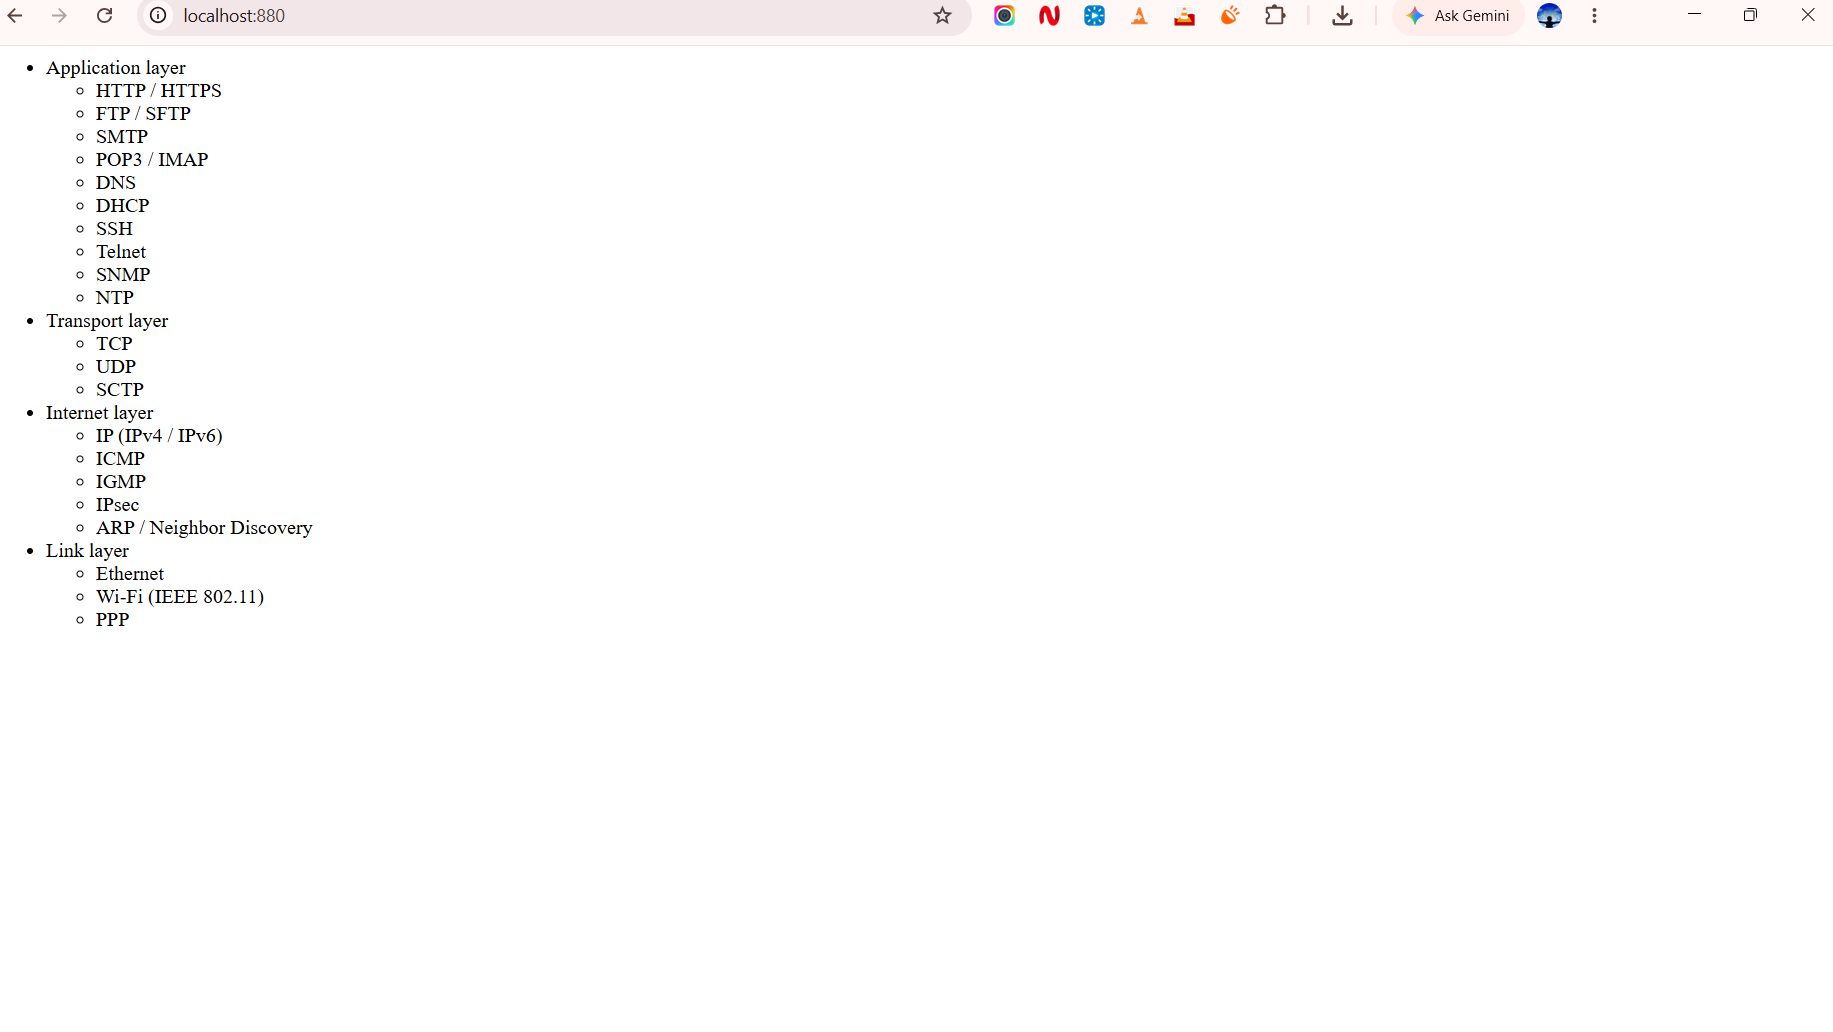 localhost:880
Ask Gemini
Application layer
HTTP / HTTPS
FTP / SFTP
SMTP
POP3 / IMAP
DNS
DHCP
SSH
Telnet
SNMP
NTP
Transport layer
TCP
UDP
SCTP
Internet layer
IP (IPv4 / IPv6)
ICMP
IGMP
IPsec
ARP / Neighbor Discovery
Link layer
Ethernet
Wi-Fi (IEEE 802.11)
PPP